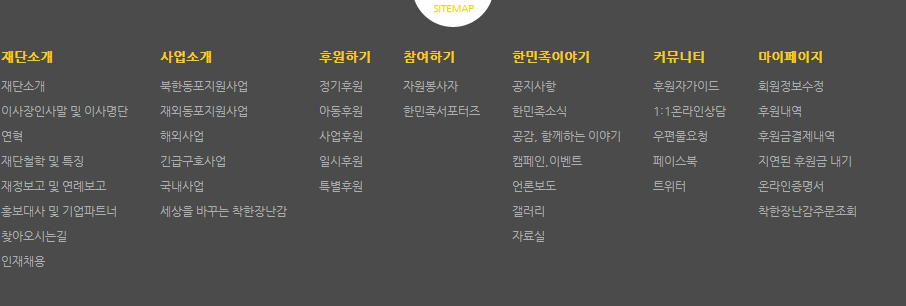 SITEMAP
재단소개
재단소개
이사장인사말 및 이사명단
연혁
재단철학 및 특징
재정보고 및 연례보고
홍보대사 및 기업파트너
찾아오시는길
인재채용
사업소개
북한동포지원사업
재외동포지원사업
해외사업
긴급구호사업
국내사업
세상을 바꾸는 착한장난감
후원하기
정기후원
아동후원
사업후원
일시후원
특별후원
참여하기
자원봉사자
한민족서포터즈
한민족이야기
공지사항
한민족소식
공감, 함께하는 이야기
캠페인,이벤트
언론보도
갤러리
자료실
커뮤니티
후원자가이드
1:1온라인상담
우편물요청
페이스북
트위터
마이페이지
회원정보수정
후원내역
후원금결제내역
지연된 후원금 내기
온라인증명서
착한장난감주문조회